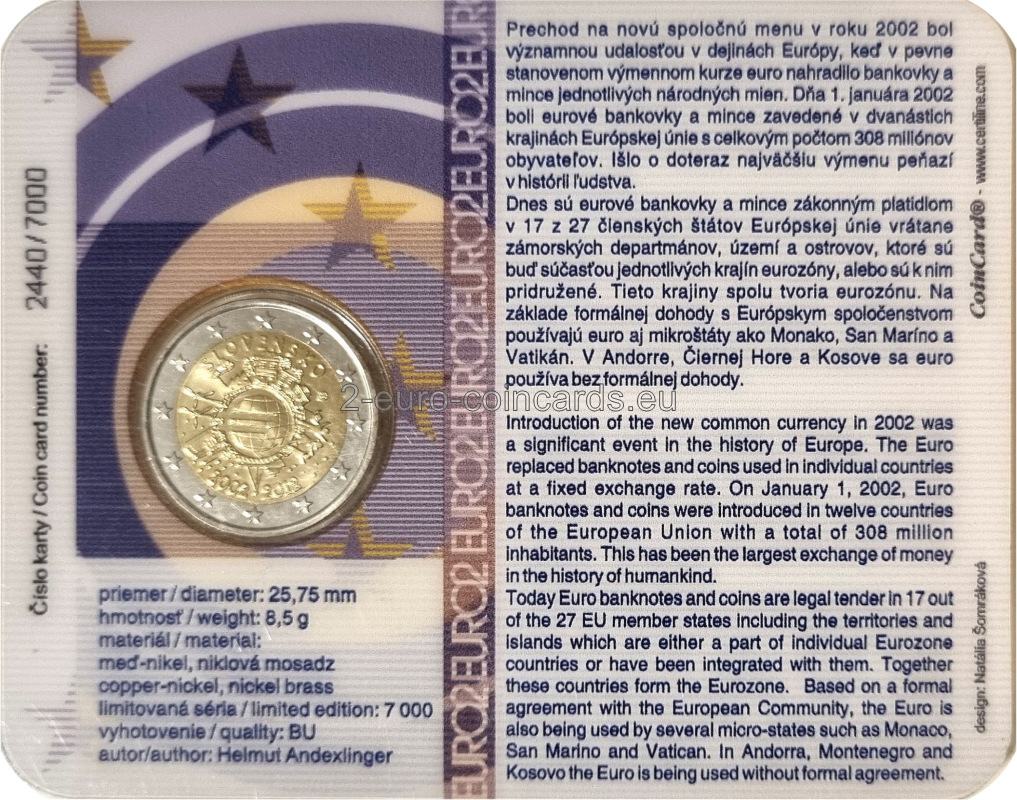 Číslo karty / Coin card number: 2440 / 7000
EURO2EURO2EURO2EURO2EURO2EURO2EURO2EU
SLOVENSKO
2002 2012
priemer / diameter: 25,75 mm
hmotnosť / weight: 8,5 g
materiál / material:
meď-nikel, niklová mosadz
copper-nickel, nickel brass
limitovaná séria / limited edition: 7 000
vyhotovenie / quality: BU
autor/author: Helmut Andexlinger
Prechod na novú spoločnú menu v roku 2002 bol
významnou udalosťou v dejinách Európy, keď v pevne
stanovenom výmennom kurze euro nahradilo bankovky a
mince jednotlivých národných mien. Dňa 1. januára 2002
boli eurové bankovky a mince zavedené v dvanástich
krajinách Európskej únie s celkovým počtom 308 miliónov
obyvateľov. Išlo o doteraz najväčšiu výmenu peňazí
v histórii ľudstva.
Dnes sú eurové bankovky a mince zákonným platidlom
v 17 z 27 členských štátov Európskej únie vrátane
zámorských departmánov, území a ostrovov, ktoré sú
buď súčasťou jednotlivých krajín eurozóny, alebo sú k nim
pridružené. Tieto krajiny spolu tvoria eurozónu. Na
základe formálnej dohody s Európskym spoločenstvom
používajú euro aj mikroštáty ako Monako, San Maríno a
Vatikán. V Andorre, Čiernej Hore a Kosove sa euro
používa bez formálnej dohody.
2-euro-coincards.eu
Introduction of the new common currency in 2002 was
a significant event in the history of Europe. The Euro
replaced banknotes and coins used in individual countries
at a fixed exchange rate. On January 1, 2002, Euro
banknotes and coins were introduced in twelve countries
of the European Union with a total of 308 million
inhabitants. This has been the largest exchange of money
in the history of humankind.
Today Euro banknotes and coins are legal tender in 17 out
of the 27 EU member states including the territories and
islands which are either a part of individual Eurozone
countries or have been integrated with them. Together
these countries form the Eurozone. Based on a formal
agreement with the European Community, the Euro is
also being used by several micro-states such as Monaco,
San Marino and Vatican. In Andorra, Montenegro and
Kosovo the Euro is being used without formal agreement.
CoinCard® - www.certiline.com
design: Natália Šomráková